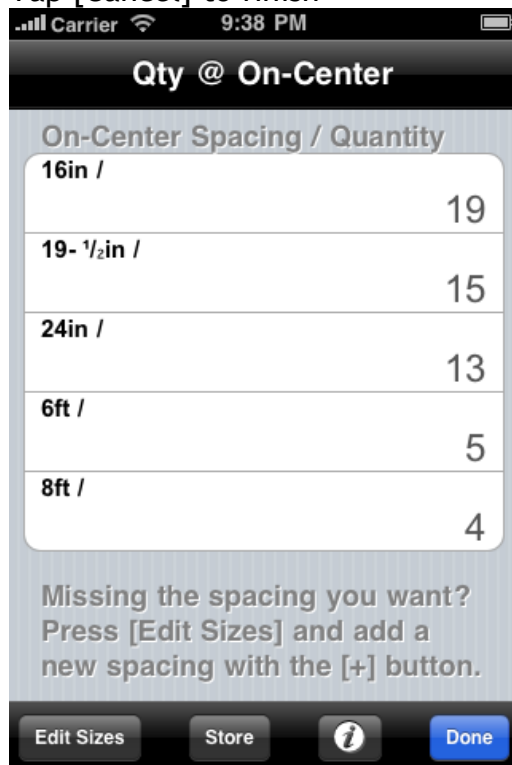 Tap [Cancel] to finish
Carrier 9:38 PM
Qty @ On-Center
On-Center Spacing / Quantity
16in /
19
19- ¹/₂in /
15
24in /
13
6ft /
5
8ft /
4
Missing the spacing you want?
Press [Edit Sizes] and add a
new spacing with the [+] button.
Edit Sizes Store i Done